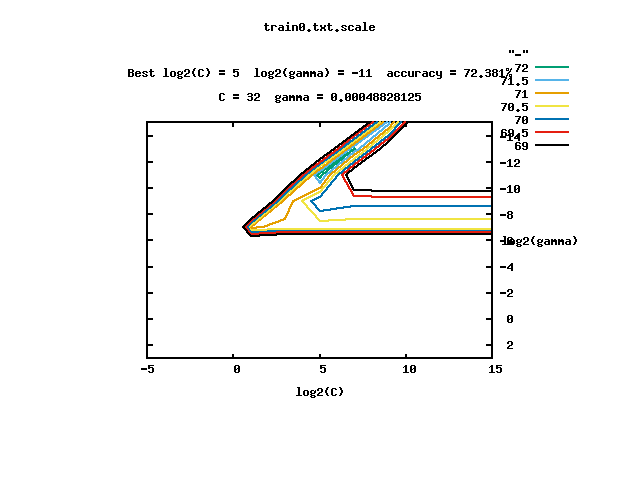 train0.txt.scale
"-"
Best log2(C) = 5  log2(gamma) = -11  accuracy = 72.381%
72
71.5
C = 32  gamma = 0.00048828125
71
70.5
70
69.5
69
-14
-12
-10
-8
-6
log2(gamma)
-4
-2
0
2
-5 0 5 10 15
log2(C)